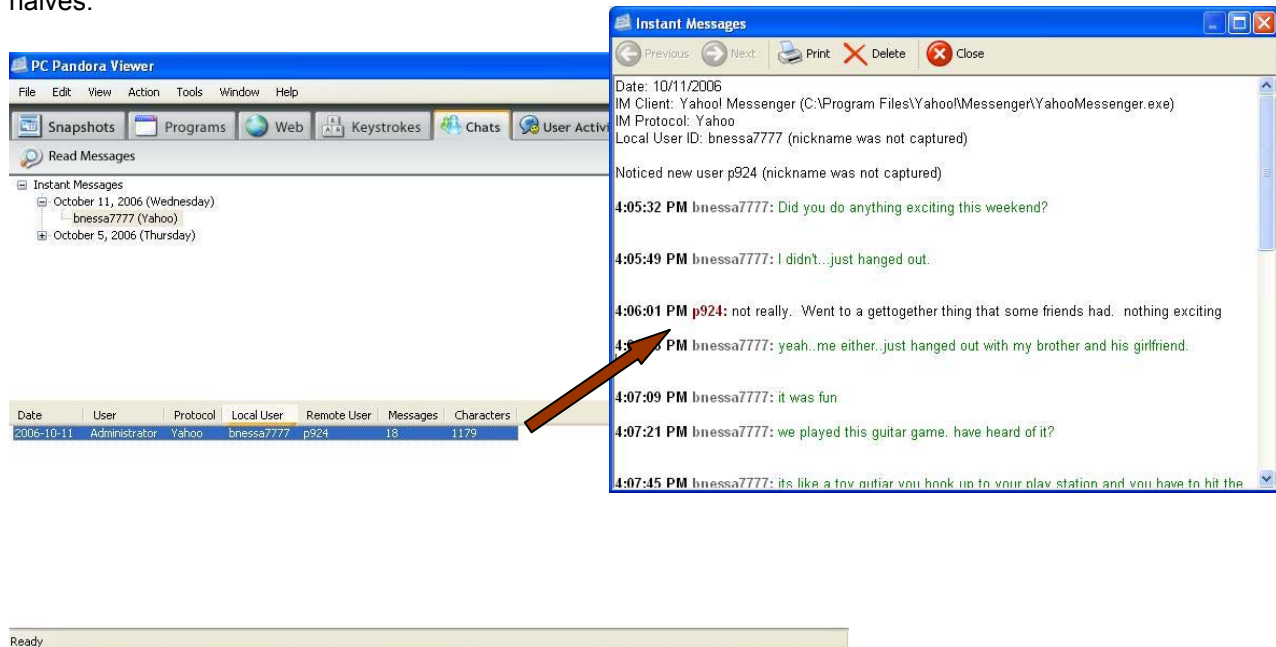 halves.
PC Pandora Viewer
File Edit View Action Tools Window Help
Snapshots Programs Web Keystrokes Chats User Activi
Read Messages
Instant Messages
October 11, 2006 (Wednesday)
bnessa7777 (Yahoo)
October 5, 2006 (Thursday)
Date User Protocol Local User Remote User Messages Characters
2006-10-11 Administrator Yahoo bnessa7777 p924 18 1179
Instant Messages
Previous Next Print Delete Close
Date: 10/11/2006
IM Client: Yahoo! Messenger (C:\Program Files\Yahoo!\Messenger\YahooMessenger.exe)
IM Protocol: Yahoo
Local User ID: bnessa7777 (nickname was not captured)
Noticed new user p924 (nickname was not captured)
4:05:32 PM bnessa7777: Did you do anything exciting this weekend?
4:05:49 PM bnessa7777: I didn't...just hanged out.
4:06:01 PM p924: not really. Went to a gettogether thing that some friends had. nothing exciting
PM bnessa7777: yeah..me either..just hanged out with my brother and his girlfriend.
4:07:09 PM bnessa7777: it was fun
4:07:21 PM bnessa7777: we played this guitar game. have heard of it?
4:07:45 PM bnessa7777: its like a toy gutiar you hook up to your play station and you have to hit the
Ready